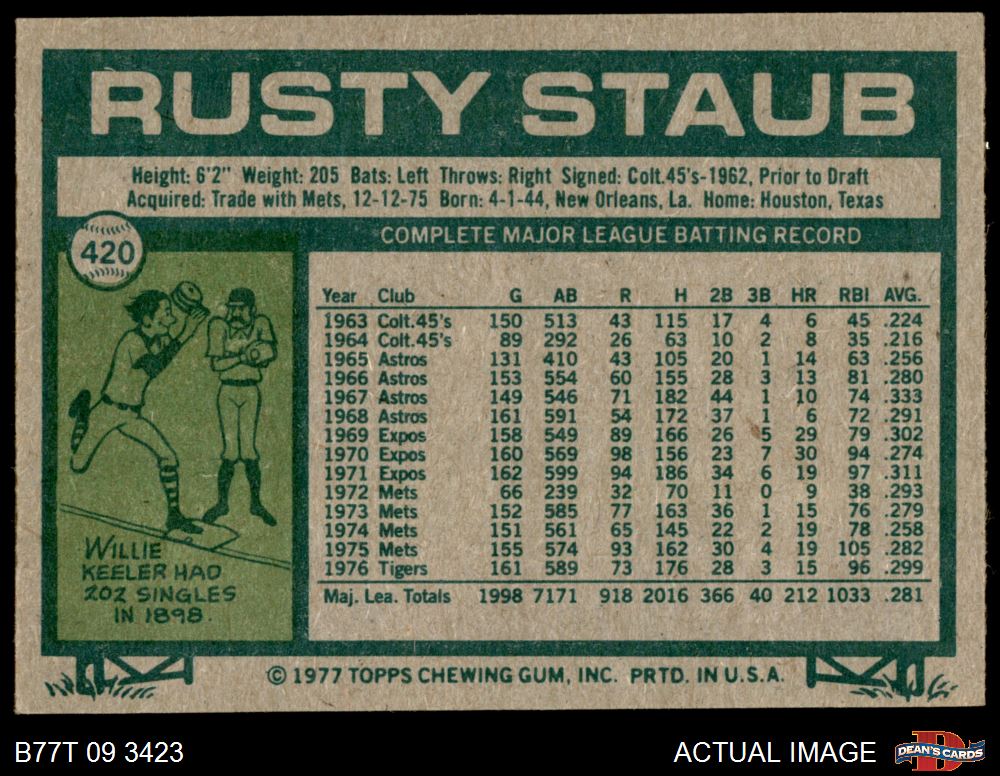 RUSTY STAUB
Height: 6'2" Weight: 205 Bats: Left Throws: Right Signed: Colt.45's-1962, Prior to Draft
Acquired: Trade with Mets, 12-12-75 Born: 4-1-44, New Orleans, La. Home: Houston, Texas
420
COMPLETE MAJOR LEAGUE BATTING RECORD
Year Club G AB R H 2B 3B HR RBI AVG.
1963 Colt.45's 150 513 43 115 17 4 6 45 .224
1964 Colt.45's 89 292 26 63 10 2 8 35 .216
1965 Astros 131 410 43 105 20 1 14 63 .256
1966 Astros 153 554 60 155 28 3 13 81 .280
1967 Astros 149 546 71 182 44 1 10 74 .333
1968 Astros 161 591 54 172 37 1 6 72 .291
1969 Expos 158 549 89 166 26 5 29 79 .302
1970 Expos 160 569 98 156 23 7 30 94 .274
1971 Expos 162 599 94 186 34 6 19 97 .311
1972 Mets 66 239 32 70 11 0 9 38 .293
1973 Mets 152 585 77 163 36 1 15 76 .279
1974 Mets 151 561 65 145 22 2 19 78 .258
1975 Mets 155 574 93 162 30 4 19 105 .282
1976 Tigers 161 589 73 176 28 3 15 96 .299
Maj. Lea. Totals 1998 7171 918 2016 366 40 212 1033 .281
WILLIE
KEELER HAD
202 SINGLES
IN 1898.
© 1977 TOPPS CHEWING GUM, INC. PRTD. IN U.S.A.
B77T 09 3423
ACTUAL IMAGE
DEAN'S CARDS